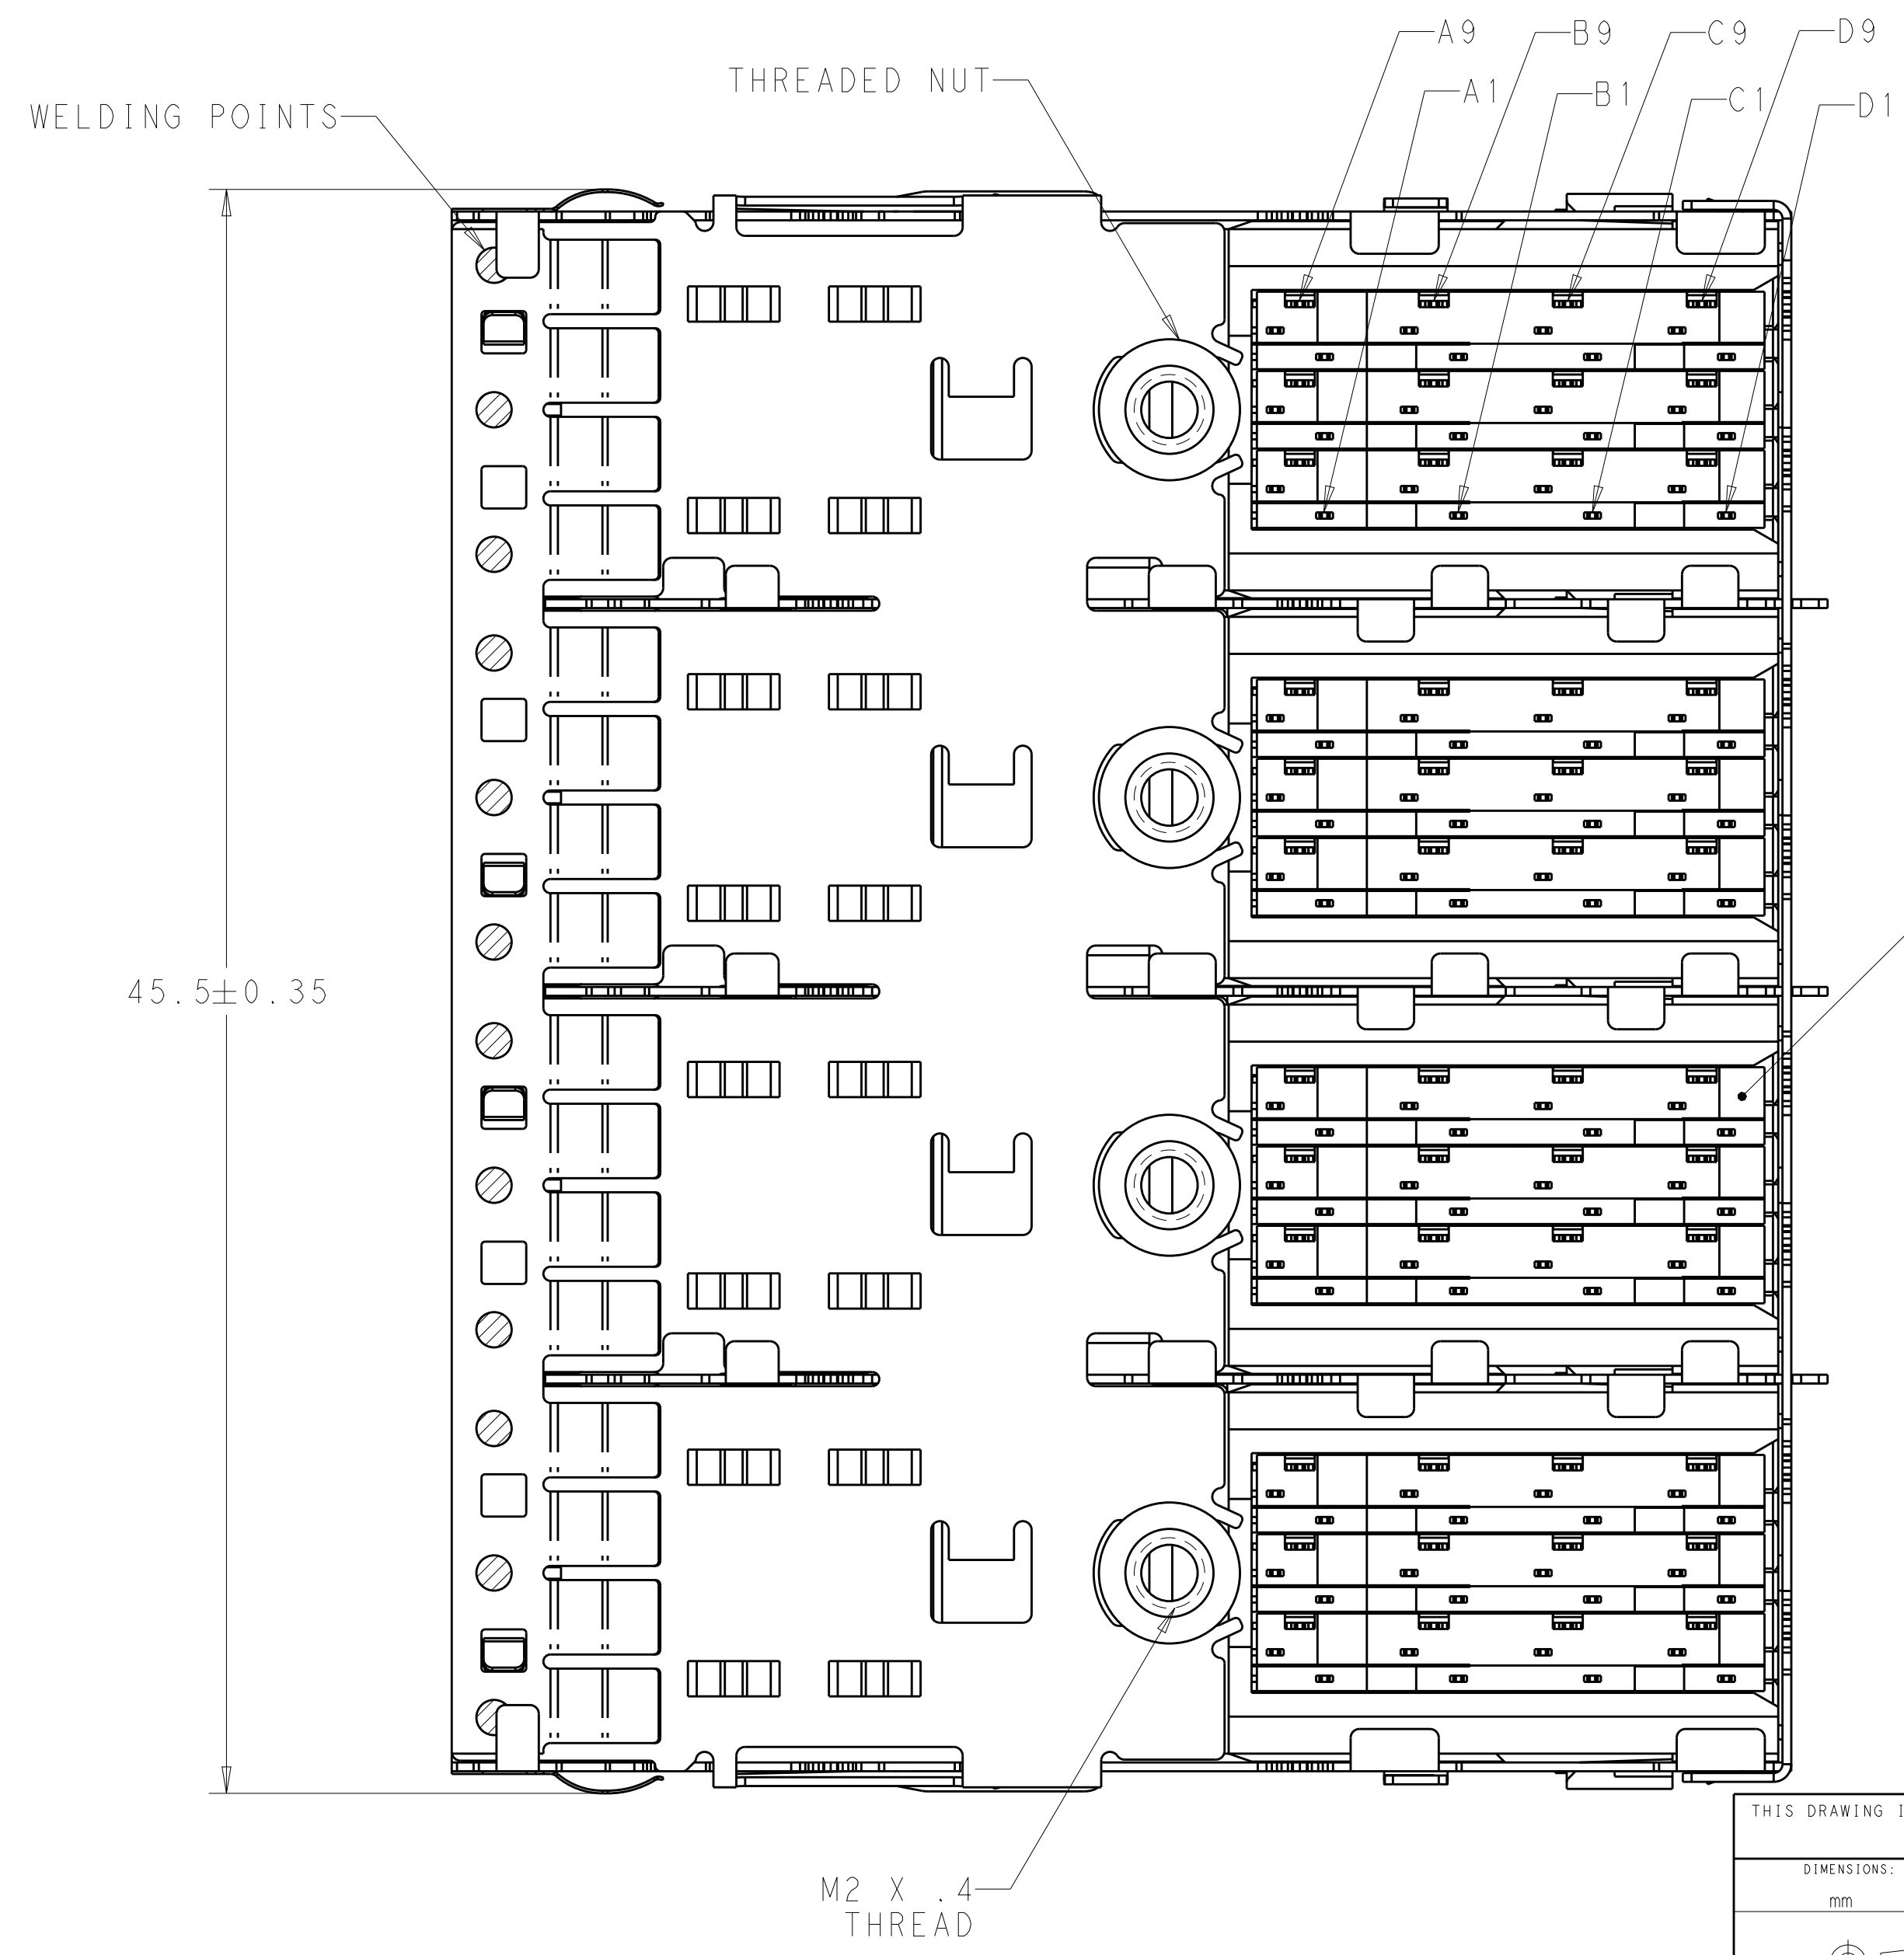 A9
B9
C9
D9
THREADED NUT
A1
B1
C1
D1
WELDING POINTS
45.5±0.35
THIS DRAWING I
DIMENSIONS:
mm
M2 X .4
THREAD